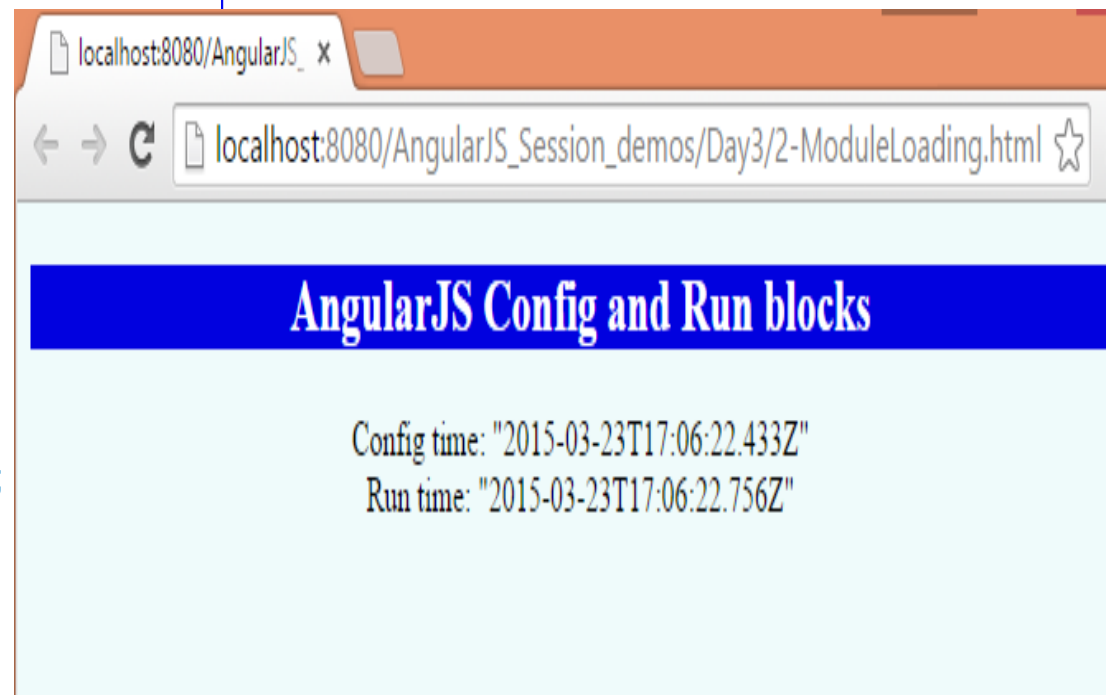 localhost:8080/AngularJS_
localhost:8080/AngularJS_Session_demos/Day3/2-ModuleLoading.html
AngularJS Config and Run blocks
Config time: "2015-03-23T17:06:22.433Z"
Run time: "2015-03-23T17:06:22.756Z"